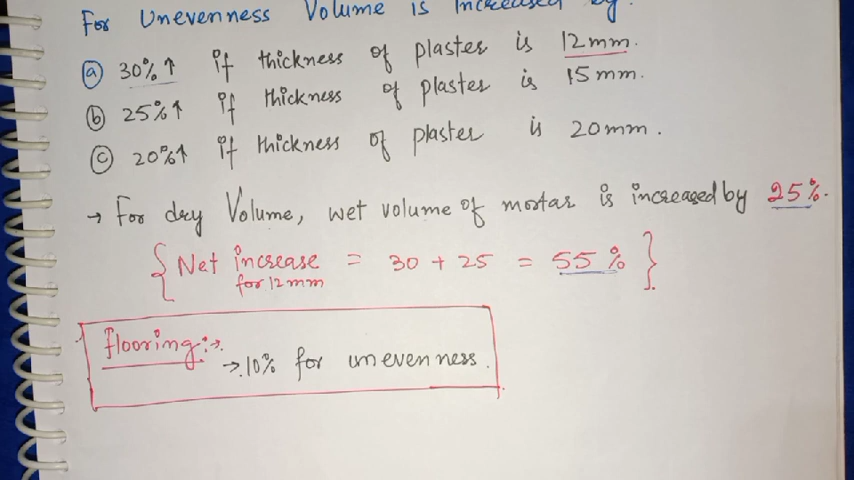 For Unevenness Volume is Increased by:
(a) 30%↑ if thickness of plaster is 12mm.
(b) 25%↑ if thickness of plaster is 15mm.
(c) 20%↑ if thickness of plaster is 20mm.
→ For dry Volume, wet volume of mortar is increased by 25%.
{ Net increase for 12mm = 30 + 25 = 55% }
flooring:→
→ 10% for unevenness.